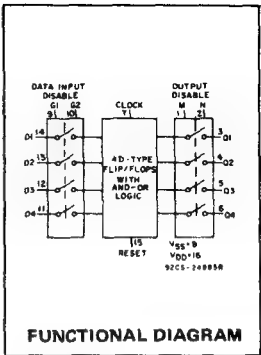 DATA INPUT
DISABLE
G1 G2
9 10
CLOCK
7
OUTPUT
DISABLE
M N
1 2
D1 14
D2 13
D3 12
D4 11
4D-TYPE
FLIP/FLOPS
WITH
AND-OR
LOGIC
3 Q1
4 Q2
5 Q3
6 Q4
15
RESET
VSS=8
VDD=16
92CS-24985R
FUNCTIONAL DIAGRAM